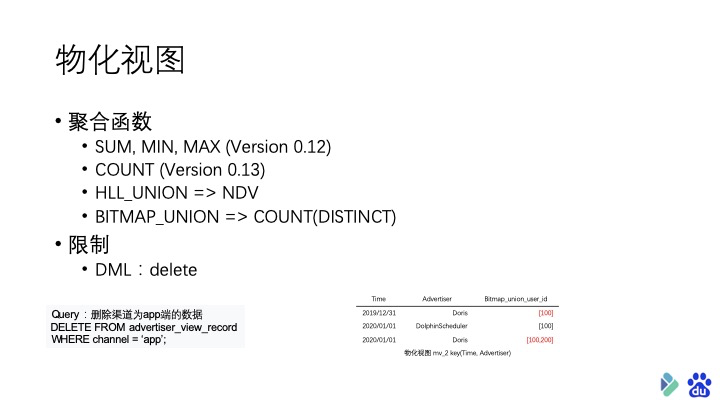 物化视图
• 聚合函数
• SUM, MIN, MAX (Version 0.12)
• COUNT (Version 0.13)
• HLL_UNION => NDV
• BITMAP_UNION => COUNT(DISTINCT)
• 限制
• DML：delete
Query：删除渠道为app端的数据
DELETE FROM advertiser_view_record
WHERE channel = ‘app’;
Time Advertiser Bitmap_union_user_id
2019/12/31 Doris [100]
2020/01/01 DolphinScheduler [100]
2020/01/01 Doris [100,200]
物化视图 mv_2 key(Time, Advertiser)
du